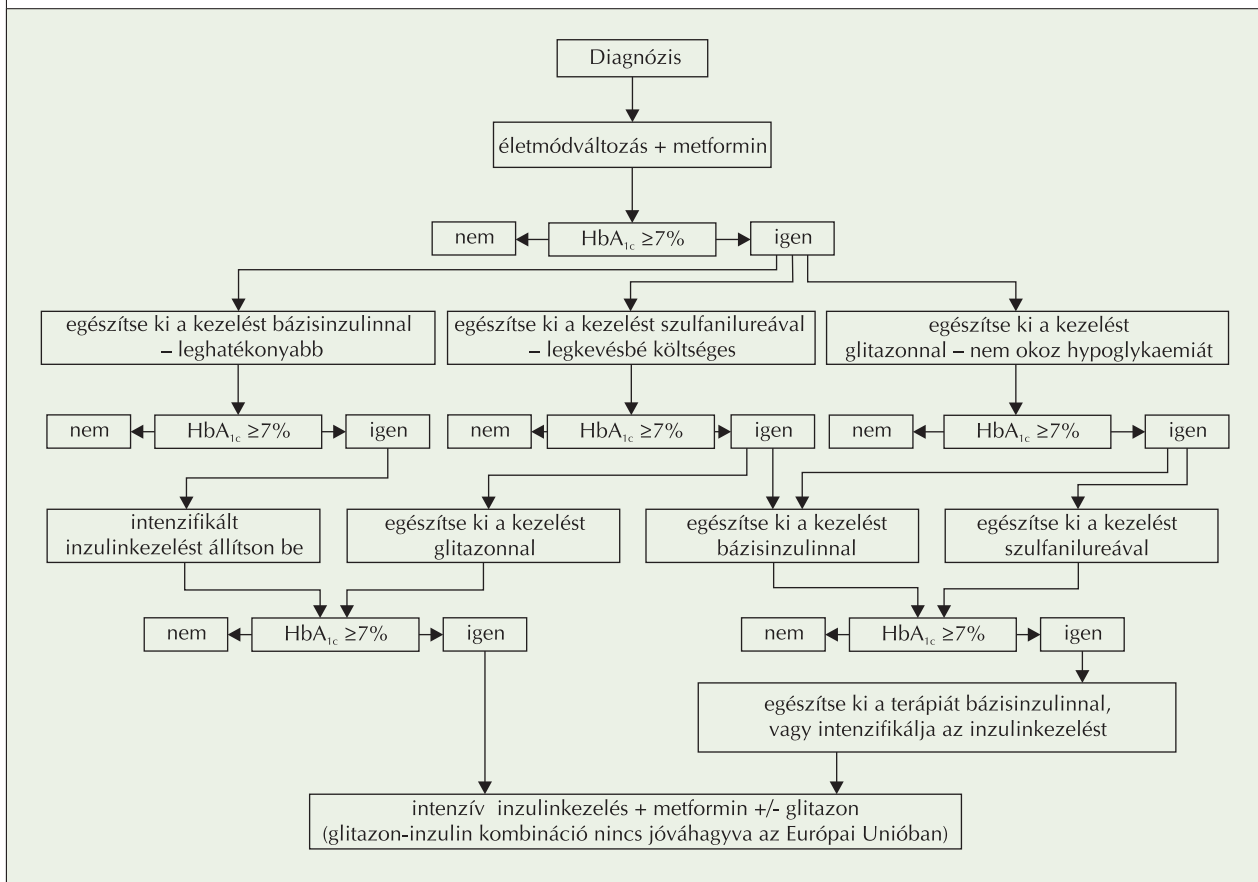 Diagnózis
életmódváltozás + metformin
nem
HbA1c ≥7%
igen
egészítse ki a kezelést bázisinzulinnal
– leghatékonyabb
egészítse ki a kezelést szulfanilureával
– legkevésbé költséges
egészítse ki a kezelést
glitazonnal – nem okoz hypoglykaemiát
nem
HbA1c ≥7%
igen
nem
HbA1c ≥7%
igen
nem
HbA1c ≥7%
igen
intenzifikált
inzulinkezelést állítson be
egészítse ki a kezelést
glitazonnal
egészítse ki a kezelést
bázisinzulinnal
egészítse ki a kezelést
szulfanilureával
nem
HbA1c ≥7%
igen
nem
HbA1c ≥7%
igen
egészítse ki a terápiát bázisinzulinnal,
vagy intenzifikálja az inzulinkezelést
intenzív inzulinkezelés + metformin +/- glitazon
(glitazon-inzulin kombináció nincs jóváhagyva az Európai Unióban)